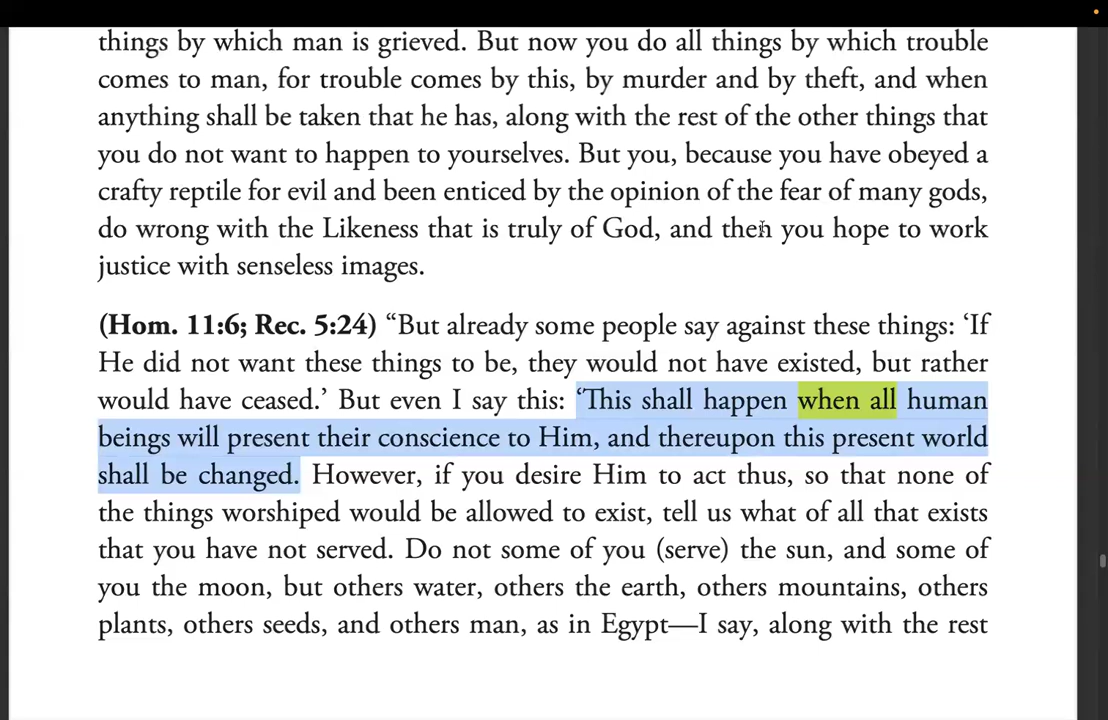 things by which man is grieved. But now you do all things by which trouble
comes to man, for trouble comes by this, by murder and by theft, and when
anything shall be taken that he has, along with the rest of the other things that
you do not want to happen to yourselves. But you, because you have obeyed a
crafty reptile for evil and been enticed by the opinion of the fear of many gods,
do wrong with the Likeness that is truly of God, and then you hope to work
justice with senseless images.
(Hom. 11:6; Rec. 5:24) “But already some people say against these things: ‘If
He did not want these things to be, they would not have existed, but rather
would have ceased.’ But even I say this: ‘This shall happen when all human
beings will present their conscience to Him, and thereupon this present world
shall be changed. However, if you desire Him to act thus, so that none of
the things worshiped would be allowed to exist, tell us what of all that exists
that you have not served. Do not some of you (serve) the sun, and some of
you the moon, but others water, others the earth, others mountains, others
plants, others seeds, and others man, as in Egypt—I say, along with the rest